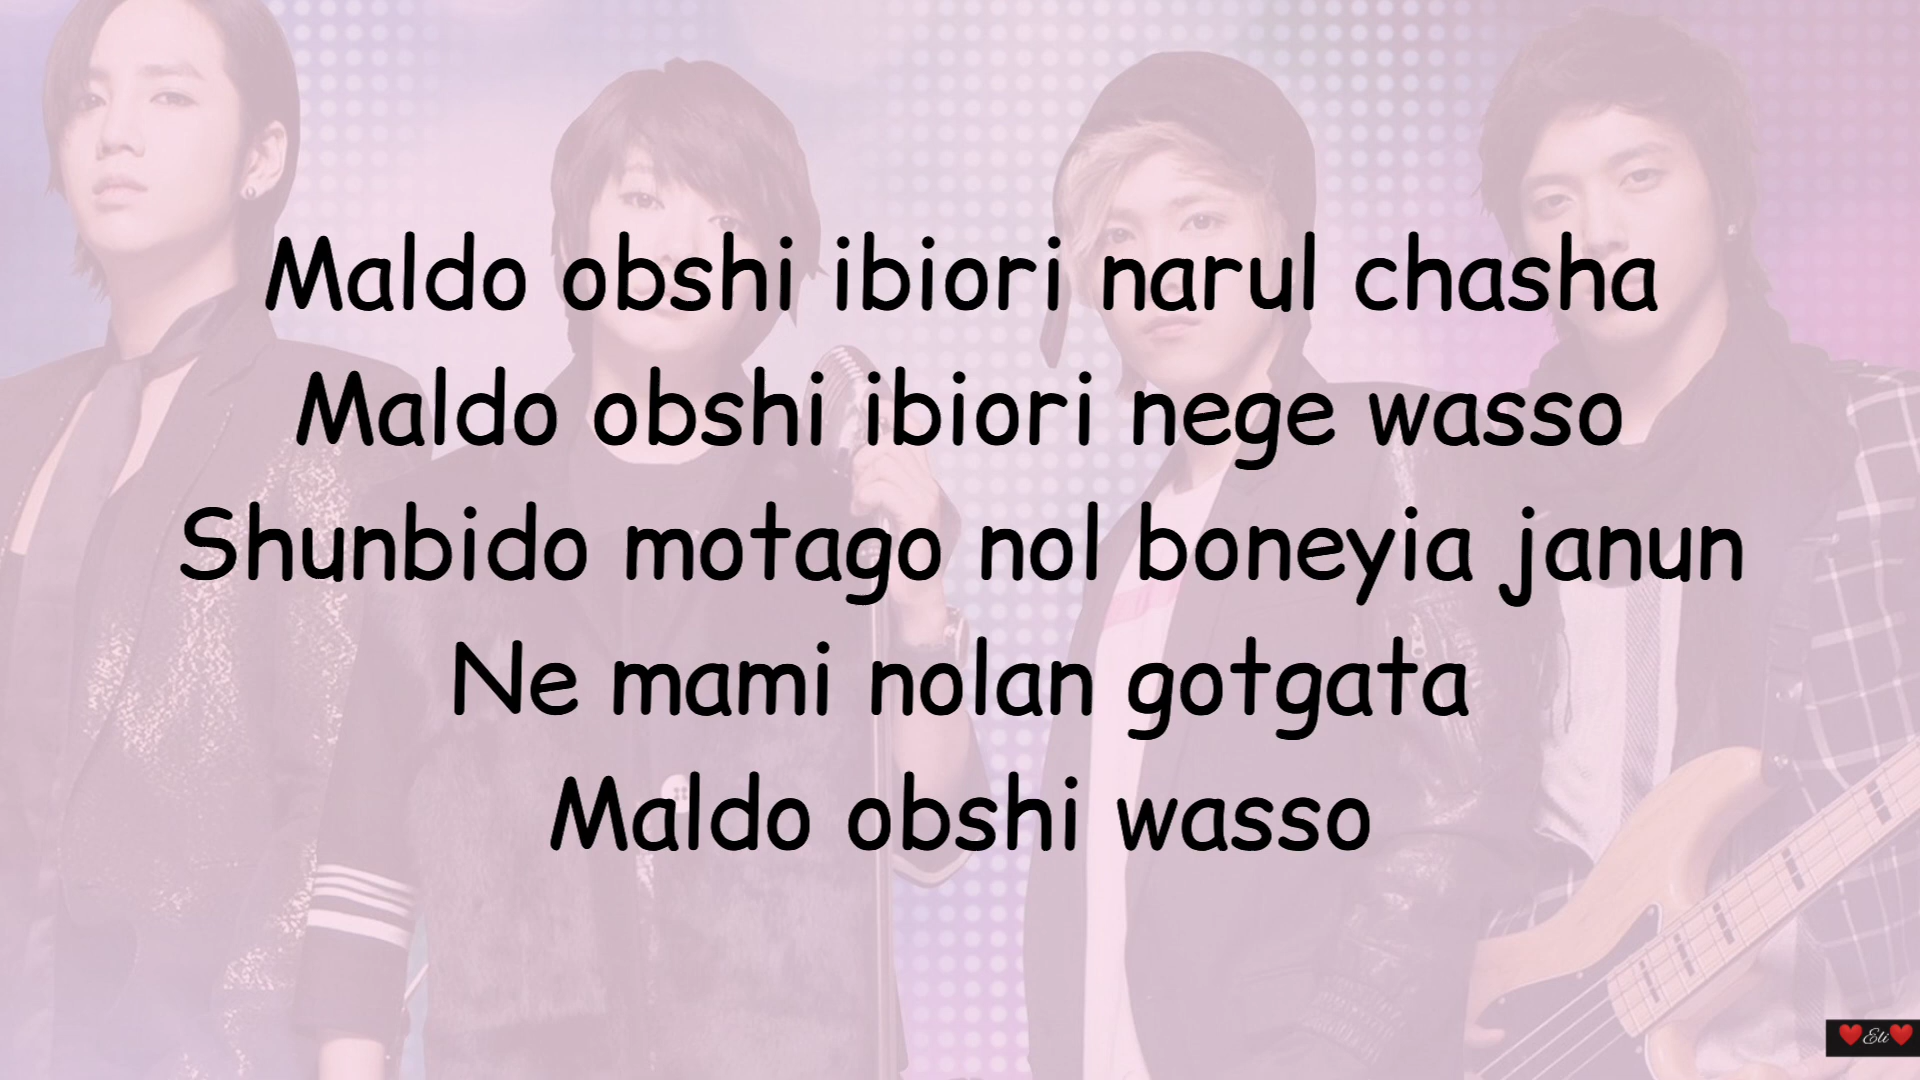 Maldo obshi ibiori narul chasha
Maldo obshi ibiori nege wasso
Shunbido motago nol boneyia janun
Ne mami nolan gotgata
Maldo obshi wasso
❤️Eli❤️